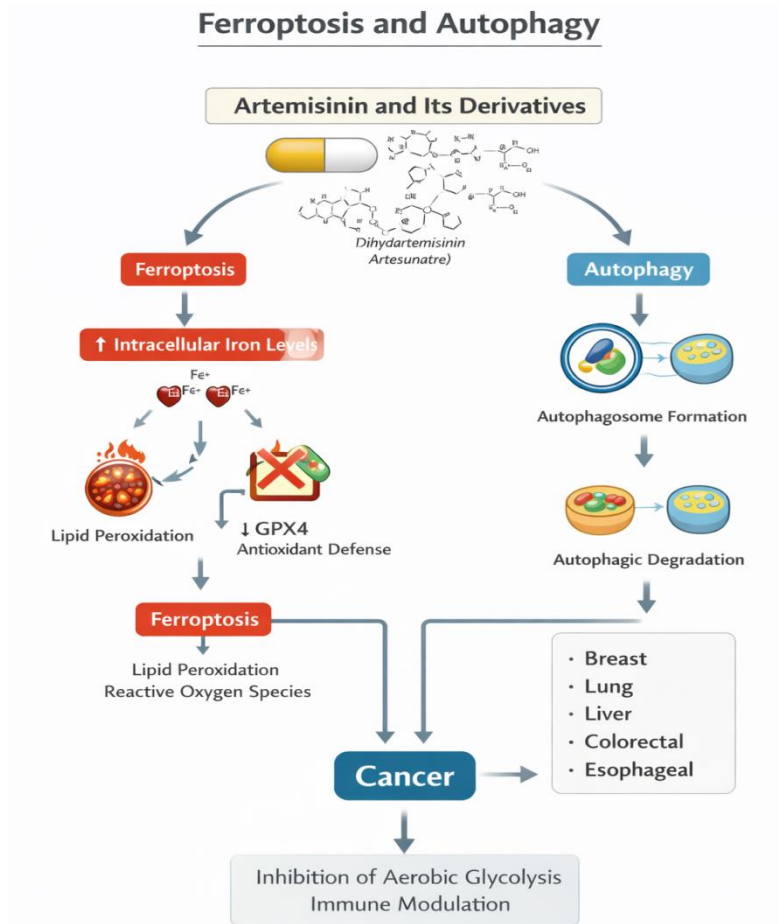 Ferroptosis and Autophagy
Artemisinin and Its Derivatives
Dihydartemisinin
Artesunatre)
Ferroptosis
Autophagy
↑ Intracellular Iron Levels
Autophagosome Formation
Lipid Peroxidation
↓ GPX4
Antioxidant Defense
Autophagic Degradation
Ferroptosis
Lipid Peroxidation
Reactive Oxygen Species
· Breast
· Lung
· Liver
· Colorectal
· Esophageal
Cancer
Inhibition of Aerobic Glycolysis
Immune Modulation